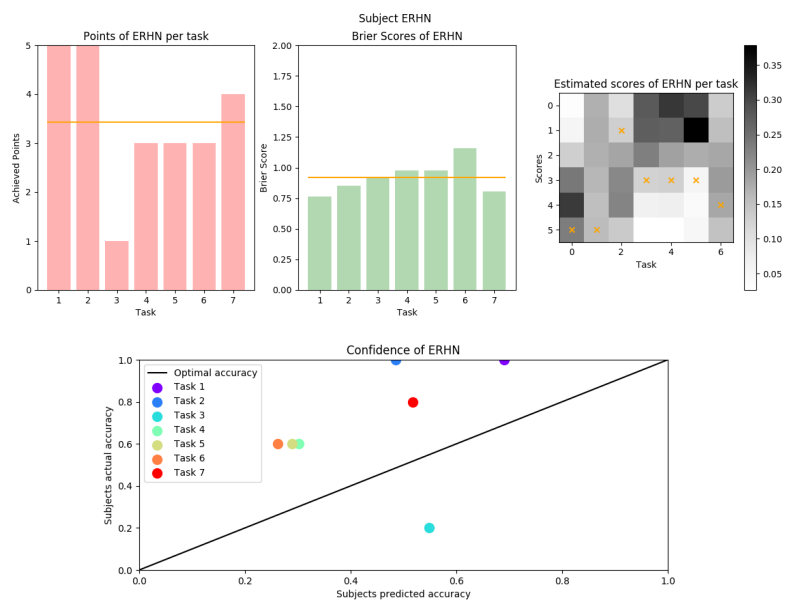 Subject ERHN
Points of ERHN per task
5
4
3
2
1
0
Achieved Points
1 2 3 4 5 6 7
Task
Brier Scores of ERHN
2.00
1.75
1.50
1.25
1.00
0.75
0.50
0.25
0.00
Brier Score
1 2 3 4 5 6 7
Task
Estimated scores of ERHN per task
0
1
2
3
4
5
Scores
0 2 4 6
Task
0.35
0.30
0.25
0.20
0.15
0.10
0.05
Confidence of ERHN
1.0
0.8
0.6
0.4
0.2
0.0
Subjects actual accuracy
Optimal accuracy
Task 1
Task 2
Task 3
Task 4
Task 5
Task 6
Task 7
0.0 0.2 0.4 0.6 0.8 1.0
Subjects predicted accuracy